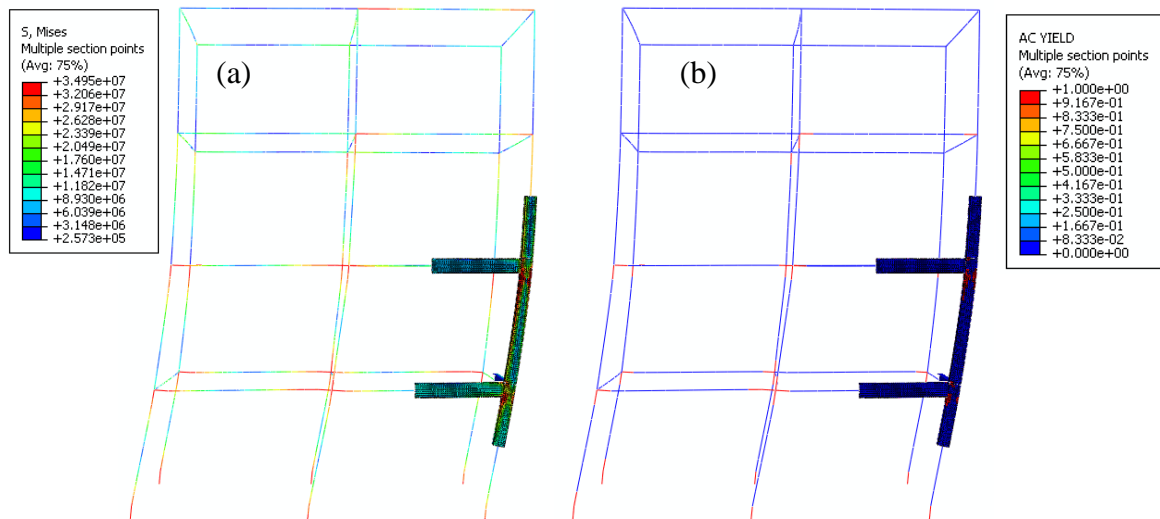 S, Mises
Multiple section points
(Avg: 75%)
+3.495e+07
+3.206e+07
+2.917e+07
+2.628e+07
+2.339e+07
+2.049e+07
+1.760e+07
+1.471e+07
+1.182e+07
+8.930e+06
+6.039e+06
+3.148e+06
+2.573e+05
(a)
(b)
AC YIELD
Multiple section points
(Avg: 75%)
+1.000e+00
+9.167e-01
+8.333e-01
+7.500e-01
+6.667e-01
+5.833e-01
+5.000e-01
+4.167e-01
+3.333e-01
+2.500e-01
+1.667e-01
+8.333e-02
+0.000e+00